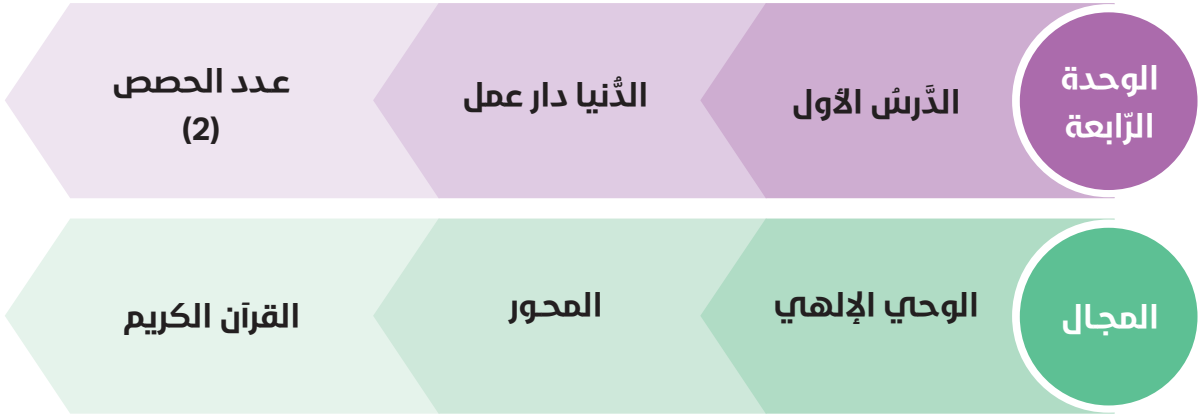 الوحدة
الرّابعة
الدَّرسُ الأول
الدُّنيا دار عمل
عدد الحصص
(2)
المجال
الوحي الإلهي
المحور
القرآن الكريم